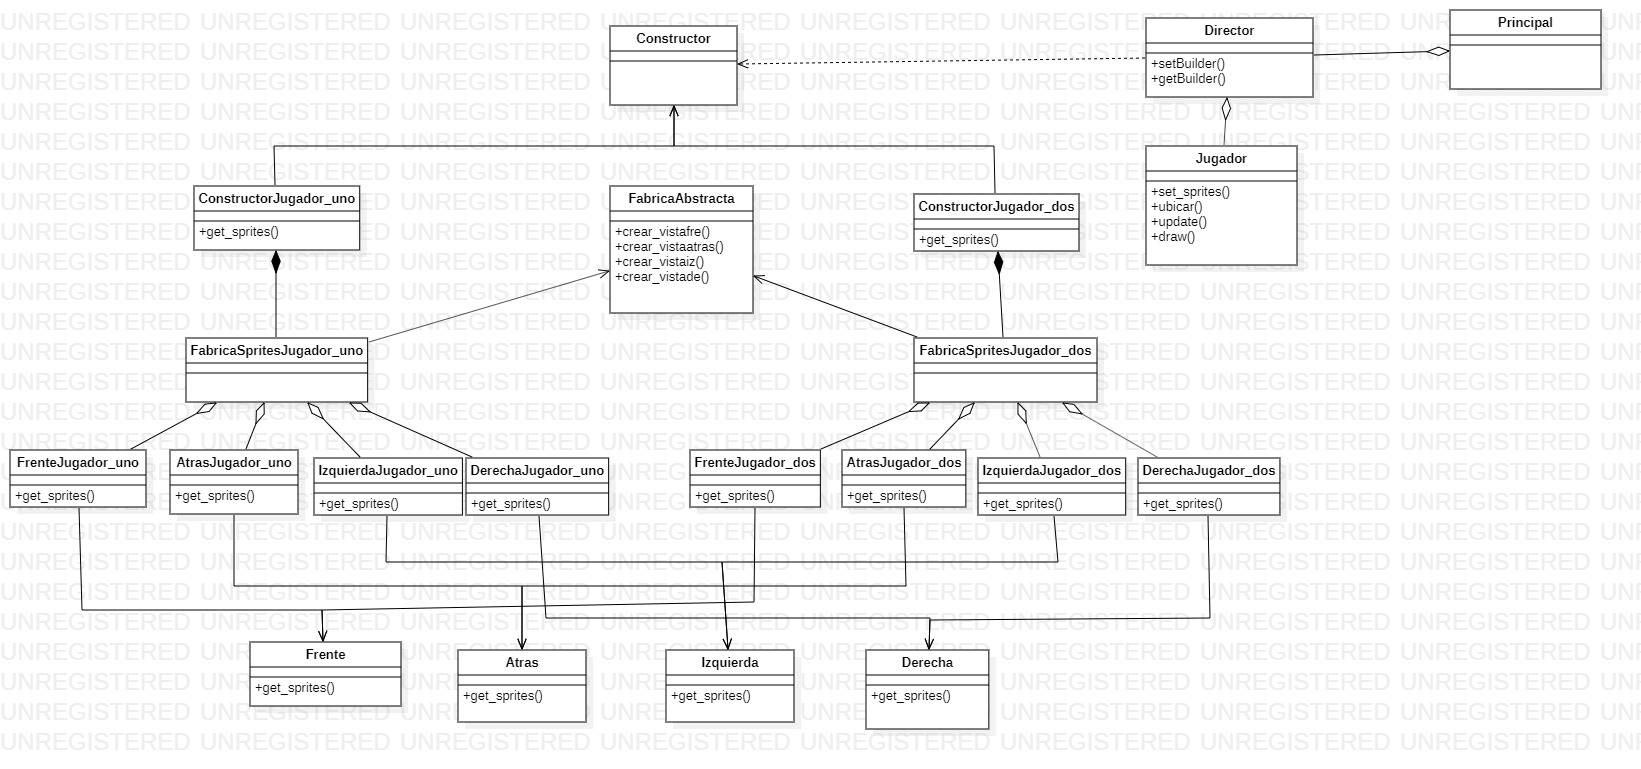 Constructor
Director
+setBuilder()
+getBuilder()
Principal
Jugador
+set_sprites()
+ubicar()
+update()
+draw()
ConstructorJugador_uno
+get_sprites()
FabricaAbstracta
+crear_vistafre()
+crear_vistaatras()
+crear_vistaiz()
+crear_vistade()
ConstructorJugador_dos
+get_sprites()
FabricaSpritesJugador_uno
FabricaSpritesJugador_dos
FrenteJugador_uno
+get_sprites()
AtrasJugador_uno
+get_sprites()
IzquierdaJugador_uno
+get_sprites()
DerechaJugador_uno
+get_sprites()
FrenteJugador_dos
+get_sprites()
AtrasJugador_dos
+get_sprites()
IzquierdaJugador_dos
+get_sprites()
DerechaJugador_dos
+get_sprites()
Frente
+get_sprites()
Atras
+get_sprites()
Izquierda
+get_sprites()
Derecha
+get_sprites()
UNREGISTERED